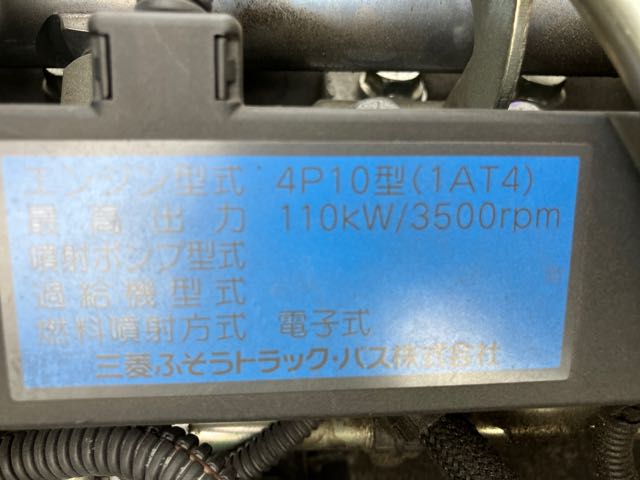 エンジン型式 4P10型(1AT4)
最高出力 110kW/3500rpm
噴射ポンプ型式
過給機型式
燃料噴射方式 電子式
三菱ふそうトラック・バス株式会社